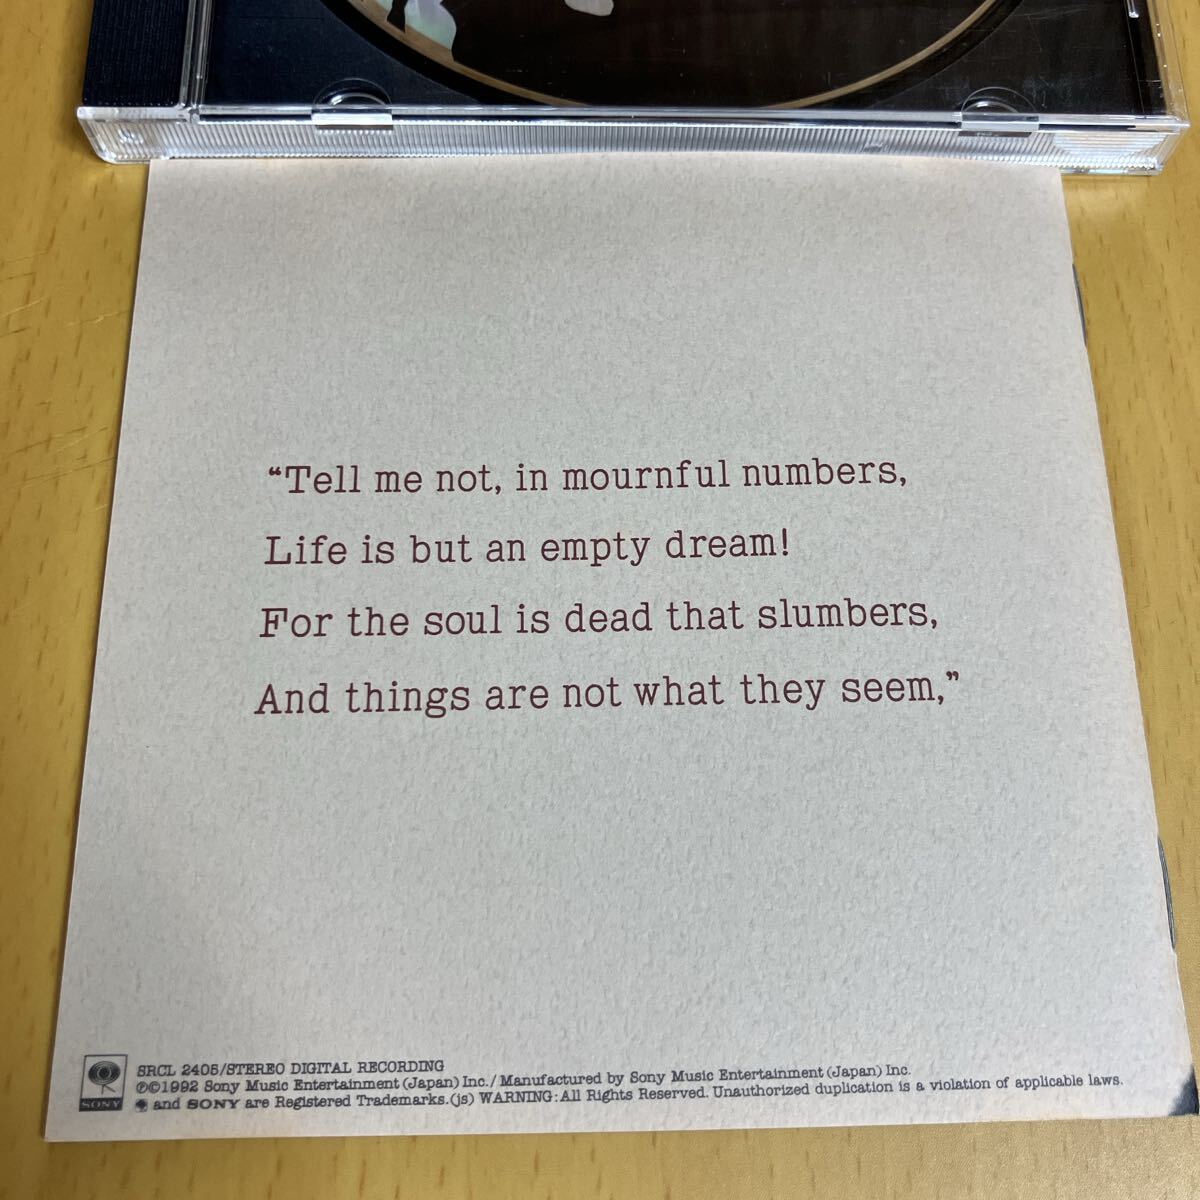 “Tell me not, in mournful numbers,
Life is but an empty dream!
For the soul is dead that slumbers,
And things are not what they seem,”
SONY
SRCL 2405/STEREO DIGITAL RECORDING
℗©1992 Sony Music Entertainment (Japan) Inc./Manufactured by Sony Music Entertainment (Japan) Inc.
and SONY are Registered Trademarks.(js) WARNING:All Rights Reserved. Unauthorized duplication is a violation of applicable laws.